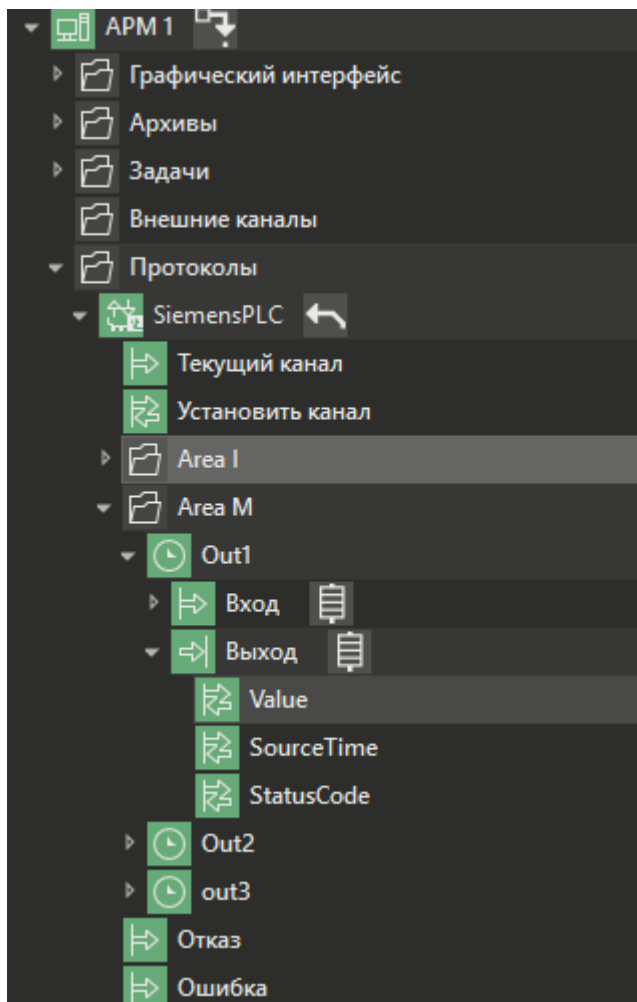 АРМ 1
Графический интерфейс
Архивы
Задачи
Внешние каналы
Протоколы
SiemensPLC
Текущий канал
Установить канал
Area I
Area M
Out1
Вход
Выход
Value
SourceTime
StatusCode
Out2
out3
Отказ
Ошибка